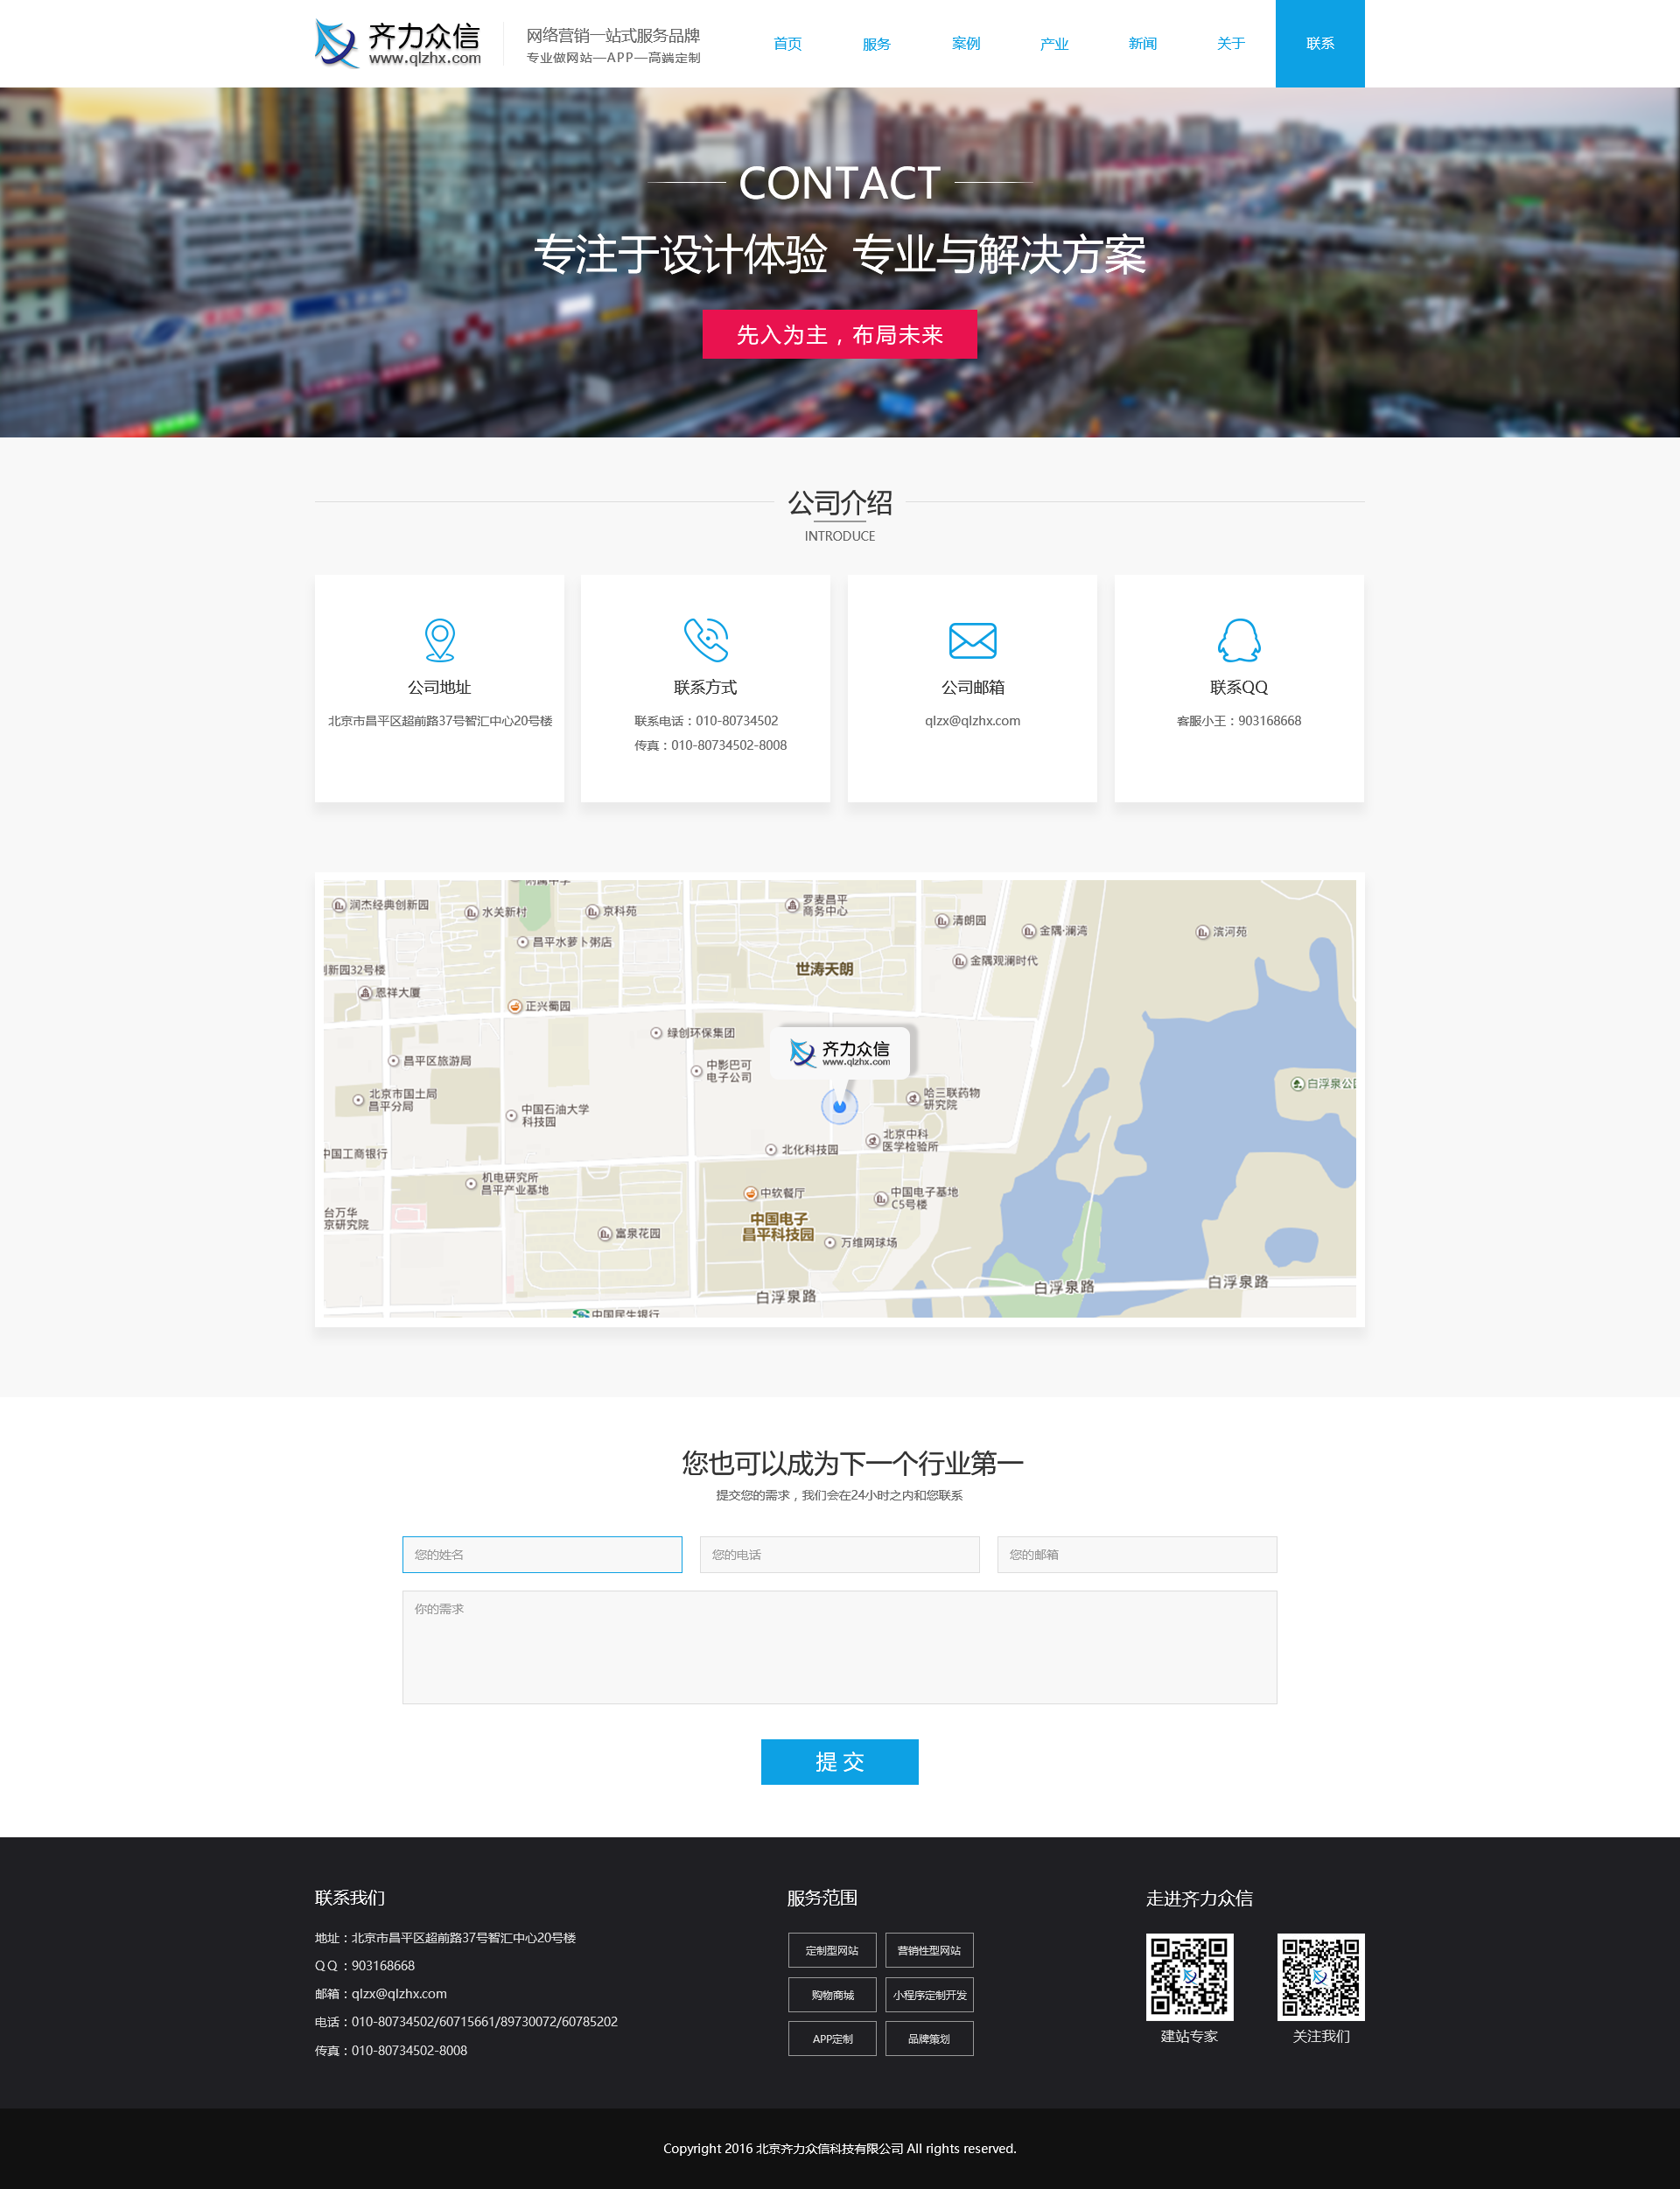 齐力众信
www.qlzhx.com
网络营销一站式服务品牌
专业做网站—APP—高端定制
首页 服务 案例 产业 新闻 关于 联系
CONTACT
专注于设计体验 专业与解决方案
先入为主，布局未来
公司介绍
INTRODUCE
公司地址
北京市昌平区超前路37号智汇中心20号楼
联系方式
联系电话：010-80734502
传真：010-80734502-8008
公司邮箱
qlzx@qlzhx.com
联系QQ
客服小王：903168668
润杰经典创新园
水关新村
京科苑
罗麦昌平
商务中心
清朗园
金隅·澜湾
滨河苑
昌平水萝卜粥店
金隅观澜时代
创新园32号楼
世涛天朗
恩祥大厦
正兴蜀园
绿创环保集团
齐力众信
www.qlzhx.com
昌平区旅游局
中影巴可
电子公司
白浮泉公园
北京市国土局
昌平分局
哈三联药物
研究院
中国石油大学
科技园
北京中科
医学检验所
北化科技园
中国工商银行
机电研究所
昌平产业基地
中软餐厅
中国电子基地
C5号楼
台万华
京研究院
中国电子
昌平科技园
富泉花园
万维网球场
白浮泉路
白浮泉路
白浮泉路
中国民生银行
您也可以成为下一个行业第一
提交您的需求，我们会在24小时之内和您联系
您的姓名
您的电话
您的邮箱
你的需求
提 交
联系我们
地址：北京市昌平区超前路37号智汇中心20号楼
Q Q ：903168668
邮箱：qlzx@qlzhx.com
电话：010-80734502/60715661/89730072/60785202
传真：010-80734502-8008
服务范围
定制型网站 营销性型网站
购物商城 小程序定制开发
APP定制 品牌策划
走进齐力众信
建站专家 关注我们
Copyright 2016 北京齐力众信科技有限公司 All rights reserved.